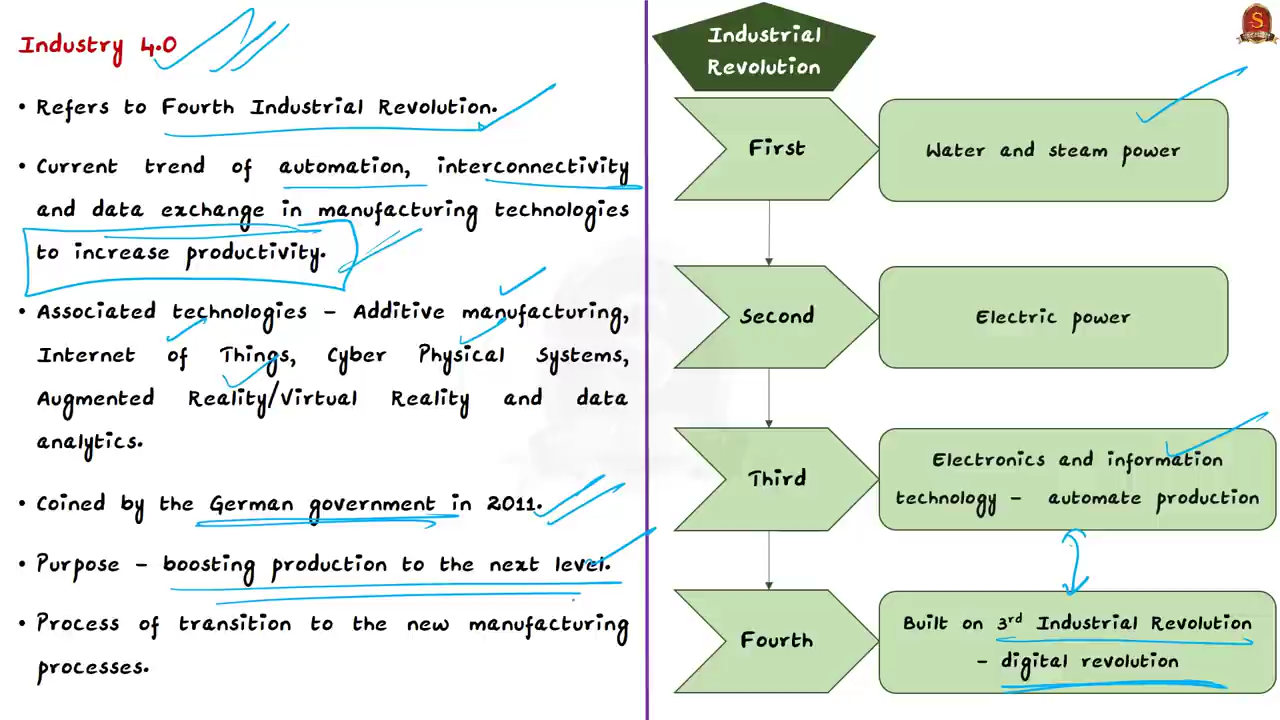 Industry 4.0
• Refers to Fourth Industrial Revolution.
• Current trend of automation, interconnectivity
and data exchange in manufacturing technologies
to increase productivity.
• Associated technologies – Additive manufacturing,
Internet of Things, Cyber Physical Systems,
Augmented Reality/Virtual Reality and data
analytics.
• Coined by the German government in 2011.
• Purpose – boosting production to the next level.
• Process of transition to the new manufacturing
processes.
Industrial
Revolution
First
Water and steam power
Second
Electric power
Third
Electronics and information
technology – automate production
Fourth
Built on 3rd Industrial Revolution
– digital revolution
S